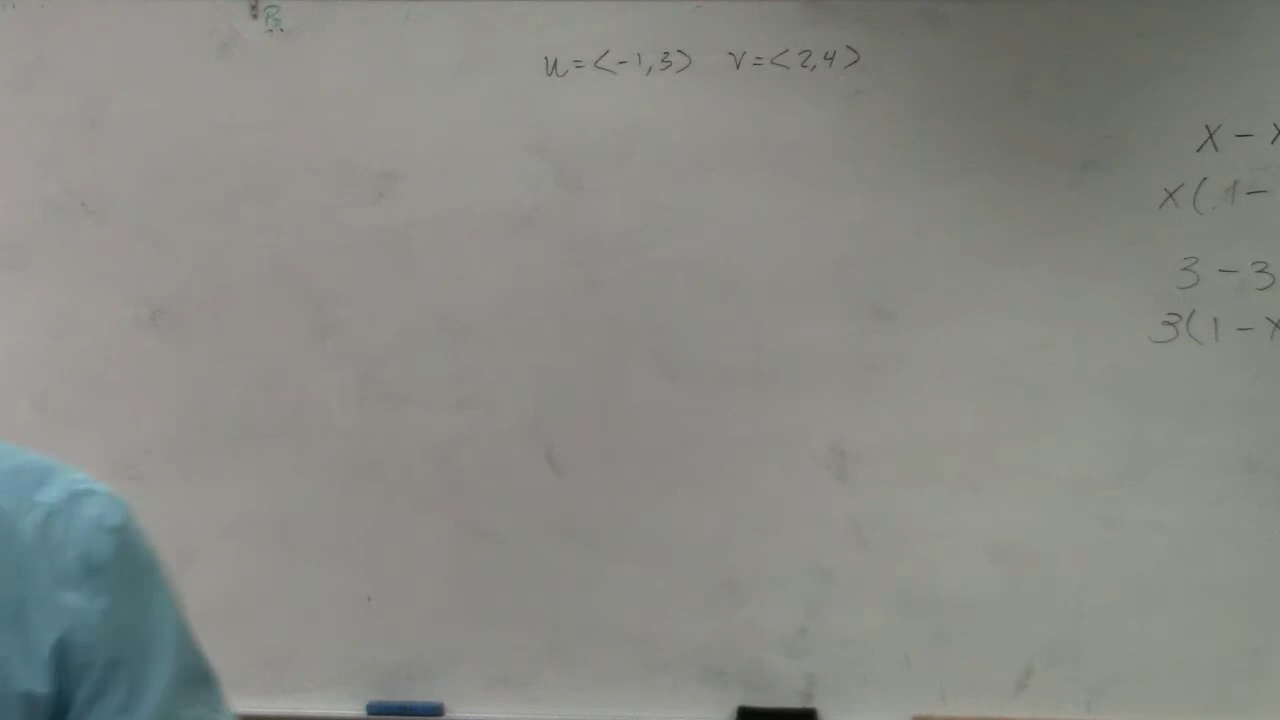 u=<-1,3> v=<2,4>
x -
x(1-
3 - 3
3(1-x